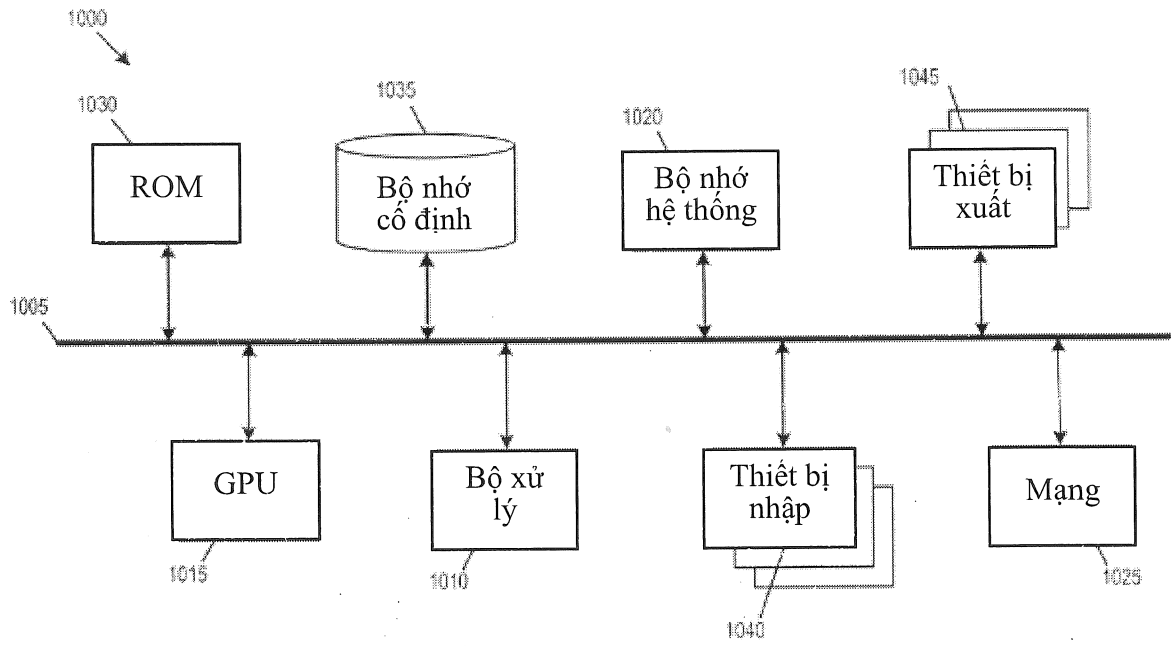 1000
1030
1035
1020
1045
ROM
Bộ nhớ
cố định
Bộ nhớ
hệ thống
Thiết bị
xuất
1005
GPU
Bộ xử
lý
Thiết bị
nhập
Mạng
1015
1010
1040
1025